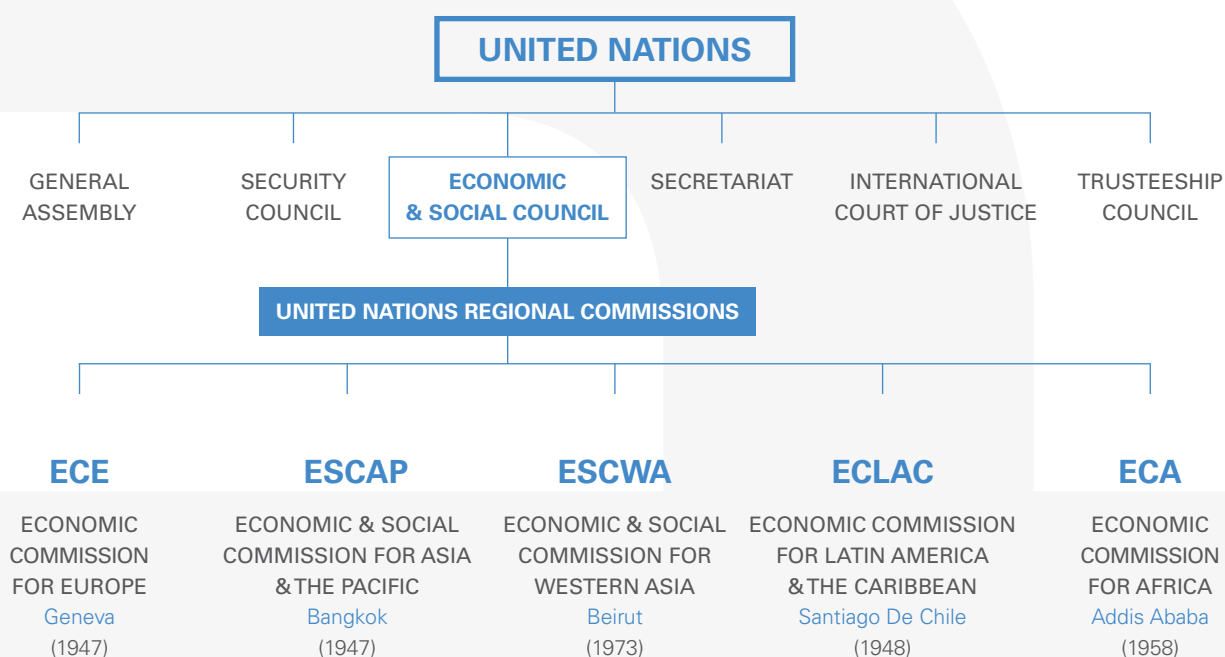 UNITED NATIONS
GENERAL
ASSEMBLY
SECURITY
COUNCIL
ECONOMIC
& SOCIAL COUNCIL
SECRETARIAT
INTERNATIONAL
COURT OF JUSTICE
TRUSTEESHIP
COUNCIL
UNITED NATIONS REGIONAL COMMISSIONS
ECE
ECONOMIC
COMMISSION
FOR EUROPE
Geneva
(1947)
ESCAP
ECONOMIC & SOCIAL
COMMISSION FOR ASIA
& THE PACIFIC
Bangkok
(1947)
ESCWA
ECONOMIC & SOCIAL
COMMISSION FOR
WESTERN ASIA
Beirut
(1973)
ECLAC
ECONOMIC COMMISSION
FOR LATIN AMERICA
& THE CARIBBEAN
Santiago De Chile
(1948)
ECA
ECONOMIC
COMMISSION
FOR AFRICA
Addis Ababa
(1958)